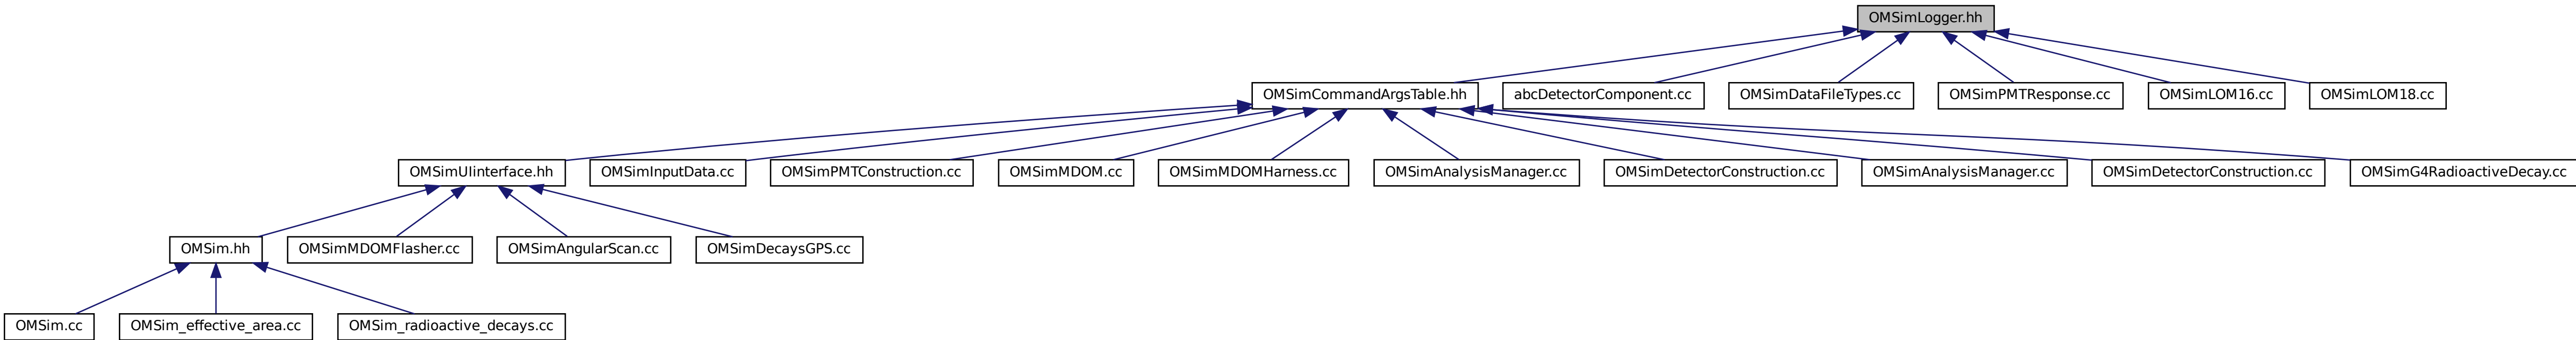 OMSimLogger.hh
OMSimCommandArgsTable.hh
abcDetectorComponent.cc
OMSimDataFileTypes.cc
OMSimPMTResponse.cc
OMSimLOM16.cc
OMSimLOM18.cc
OMSimUIinterface.hh
OMSimInputData.cc
OMSimPMTConstruction.cc
OMSimMDOM.cc
OMSimMDOMHarness.cc
OMSimAnalysisManager.cc
OMSimDetectorConstruction.cc
OMSimAnalysisManager.cc
OMSimDetectorConstruction.cc
OMSimG4RadioactiveDecay.cc
OMSim.hh
OMSimMDOMFlasher.cc
OMSimAngularScan.cc
OMSimDecaysGPS.cc
OMSim.cc
OMSim_effective_area.cc
OMSim_radioactive_decays.cc